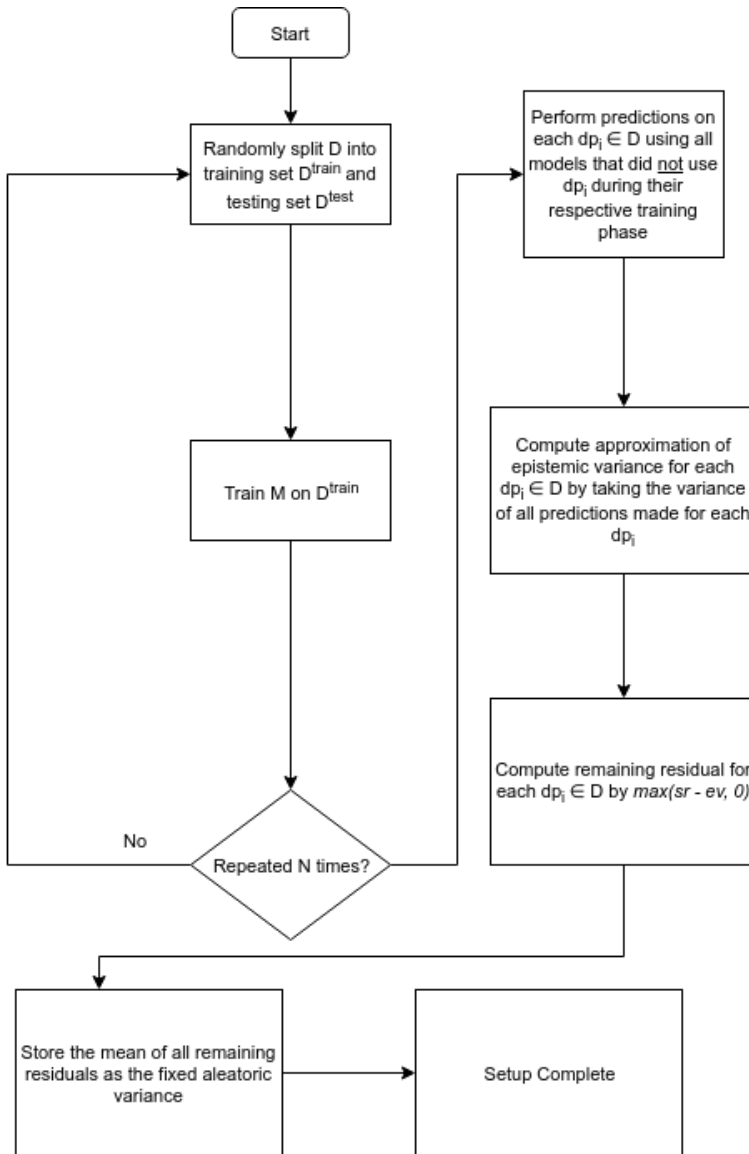 Start
Randomly split D into
training set D^train and
testing set D^test
Train M on D^train
No
Repeated N times?
Perform predictions on
each dp_i ∈ D using all
models that did not use
dp_i during their
respective training
phase
Compute approximation of
epistemic variance for each
dp_i ∈ D by taking the variance
of all predictions made for each
dp_i
Compute remaining residual for
each dp_i ∈ D by max(sr - ev, 0)
Store the mean of all remaining
residuals as the fixed aleatoric
variance
Setup Complete